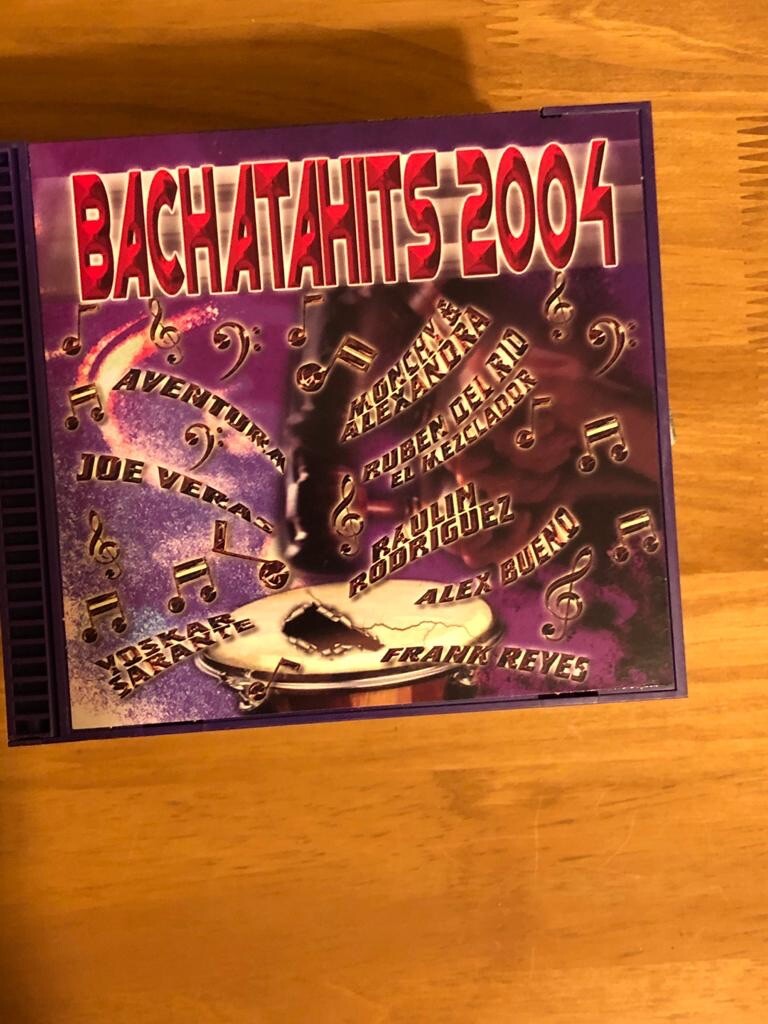 BACHATAHITS 2004
AVENTURA
JOE VERAS
VOSKAR
SARANTE
MONCHY &
ALEXANDRA
RUBEN DEL RIO
EL MEZCLADOR
RAULIN
RODRIGUEZ
ALEX BUENO
FRANK REYES